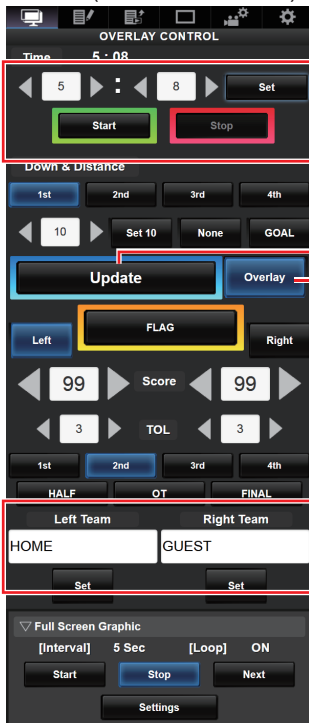 OVERLAY CONTROL
Time 5 : 08
5 : 8 Set
Start Stop
Down & Distance
1st 2nd 3rd 4th
10 Set 10 None GOAL
Update Overlay
FLAG
Left Right
99 Score 99
3 TOL 3
1st 2nd 3rd 4th
HALF OT FINAL
Left Team Right Team
HOME GUEST
Set Set
▽ Full Screen Graphic
[Interval] 5 Sec [Loop] ON
Start Stop Next
Settings